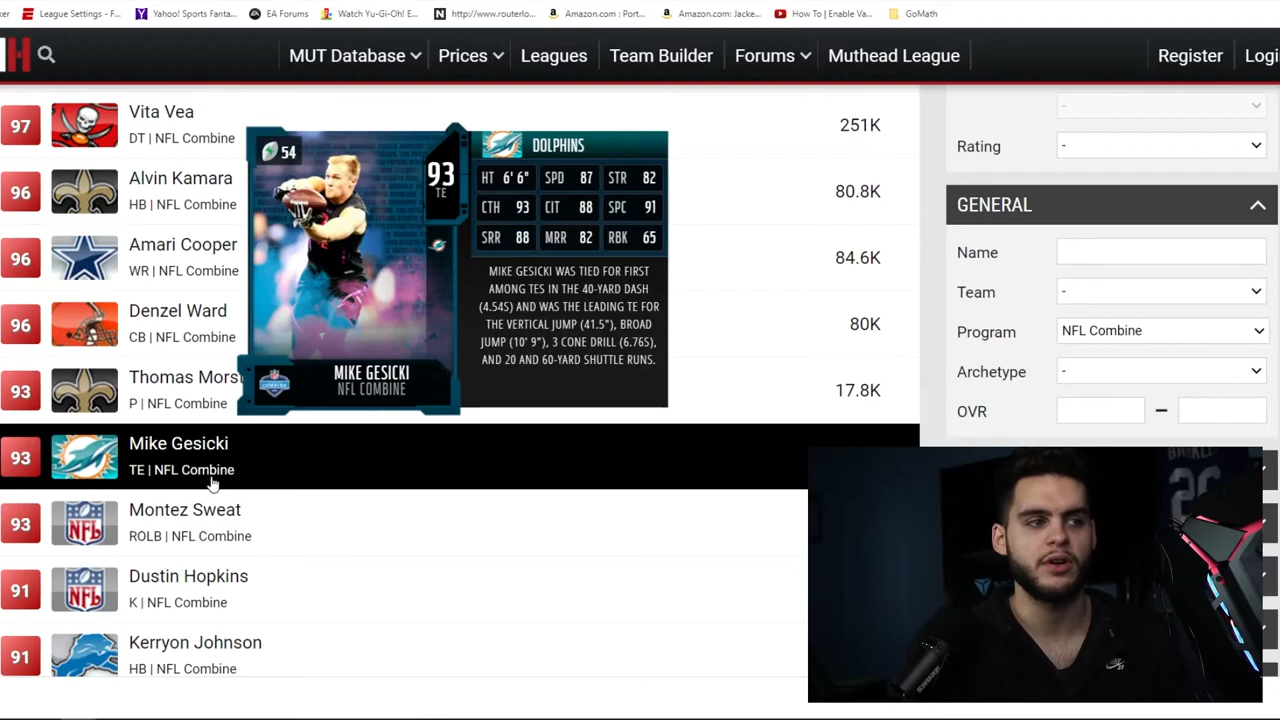 ker
League Settings - F...
Yahoo! Sports Fanta...
EA Forums
Watch Yu-Gi-Oh! E...
http://www.routerlo...
Amazon.com : Port...
Amazon.com: Jacke...
How To | Enable Va...
GoMath
H
MUT Database
Prices
Leagues
Team Builder
Forums
Muthead League
Register
Logi
97
Vita Vea
DT | NFL Combine
251K
96
Alvin Kamara
HB | NFL Combine
80.8K
96
Amari Cooper
WR | NFL Combine
84.6K
96
Denzel Ward
CB | NFL Combine
80K
93
Thomas Morst
P | NFL Combine
17.8K
93
Mike Gesicki
TE | NFL Combine
93
Montez Sweat
ROLB | NFL Combine
91
Dustin Hopkins
K | NFL Combine
91
Kerryon Johnson
HB | NFL Combine
54
93
TE
MIKE GESICKI
NFL COMBINE
DOLPHINS
HT 6' 6" SPD 87 STR 82
CTH 93 CIT 88 SPC 91
SRR 88 MRR 82 RBK 65
MIKE GESICKI WAS TIED FOR FIRST
AMONG TES IN THE 40-YARD DASH
(4.54S) AND WAS THE LEADING TE FOR
THE VERTICAL JUMP (41.5"), BROAD
JUMP (10' 9"), 3 CONE DRILL (6.76S),
AND 20 AND 60-YARD SHUTTLE RUNS.
-
Rating -
GENERAL
Name
Team -
Program NFL Combine
Archetype -
OVR –